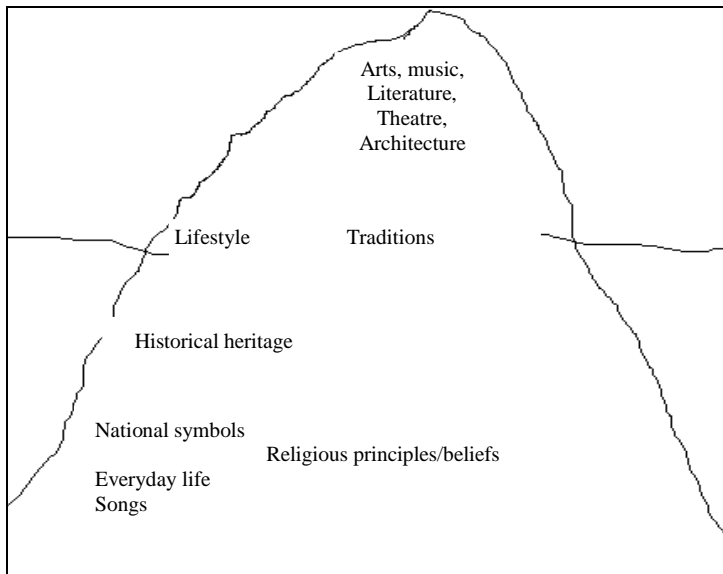 Arts, music,
Literature,
Theatre,
Architecture
Lifestyle
Traditions
Historical heritage
National symbols
Religious principles/beliefs
Everyday life
Songs